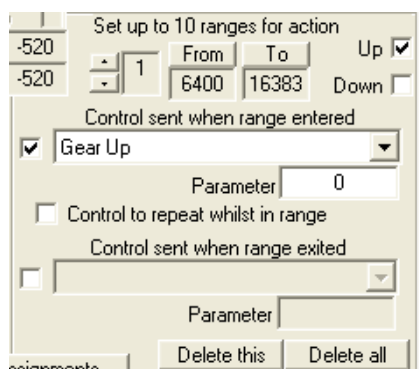 Set up to 10 ranges for action
-520 From To Up
1
-520 6400 16383 Down
Control sent when range entered
Gear Up
Parameter 0
Control to repeat whilst in range
Control sent when range exited
Parameter
Delete this Delete all